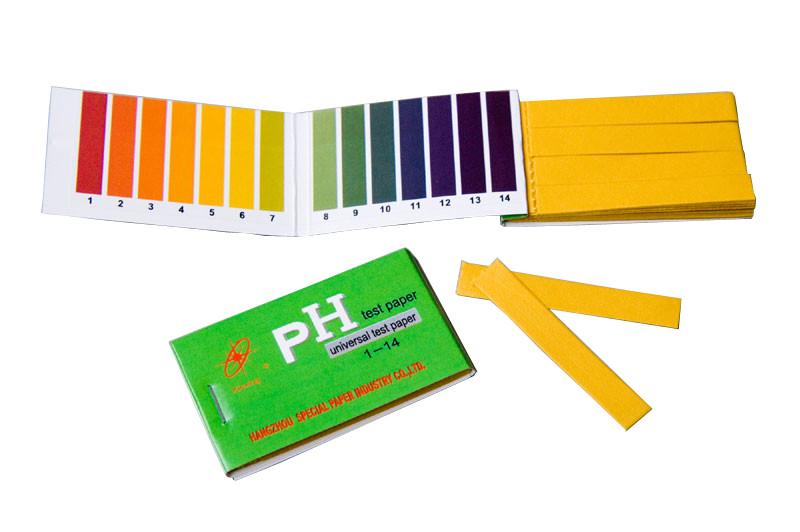 1 2 3 4 5 6 7
8 9 10 11 12 13 14
PH test paper
universal test paper
1—14
HANGZHOU SPECIAL PAPER INDUSTRY CO.,LTD.